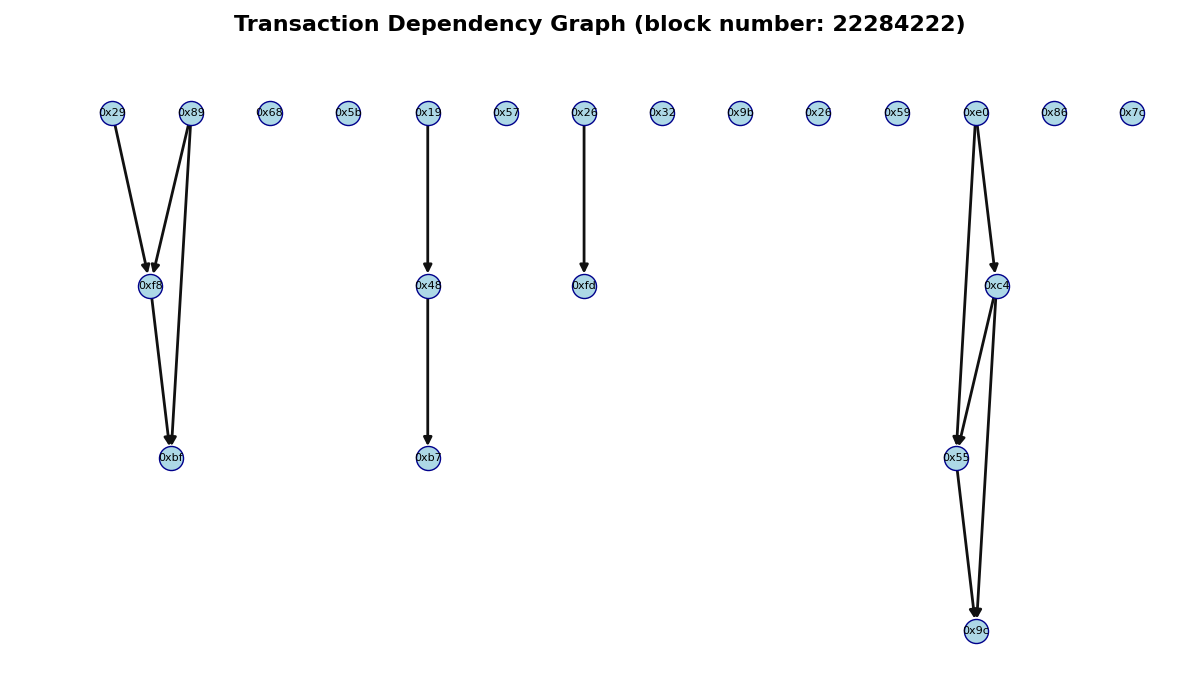 Transaction Dependency Graph (block number: 22284222)
0x29 0x89 0x68 0x5b 0x19 0x57 0x26 0x32 0x9b 0x26 0x59 0xe0 0x86 0x7c
0xf8 0x48 0xfd 0xc4
0xbf 0xb7 0x55
0x9c